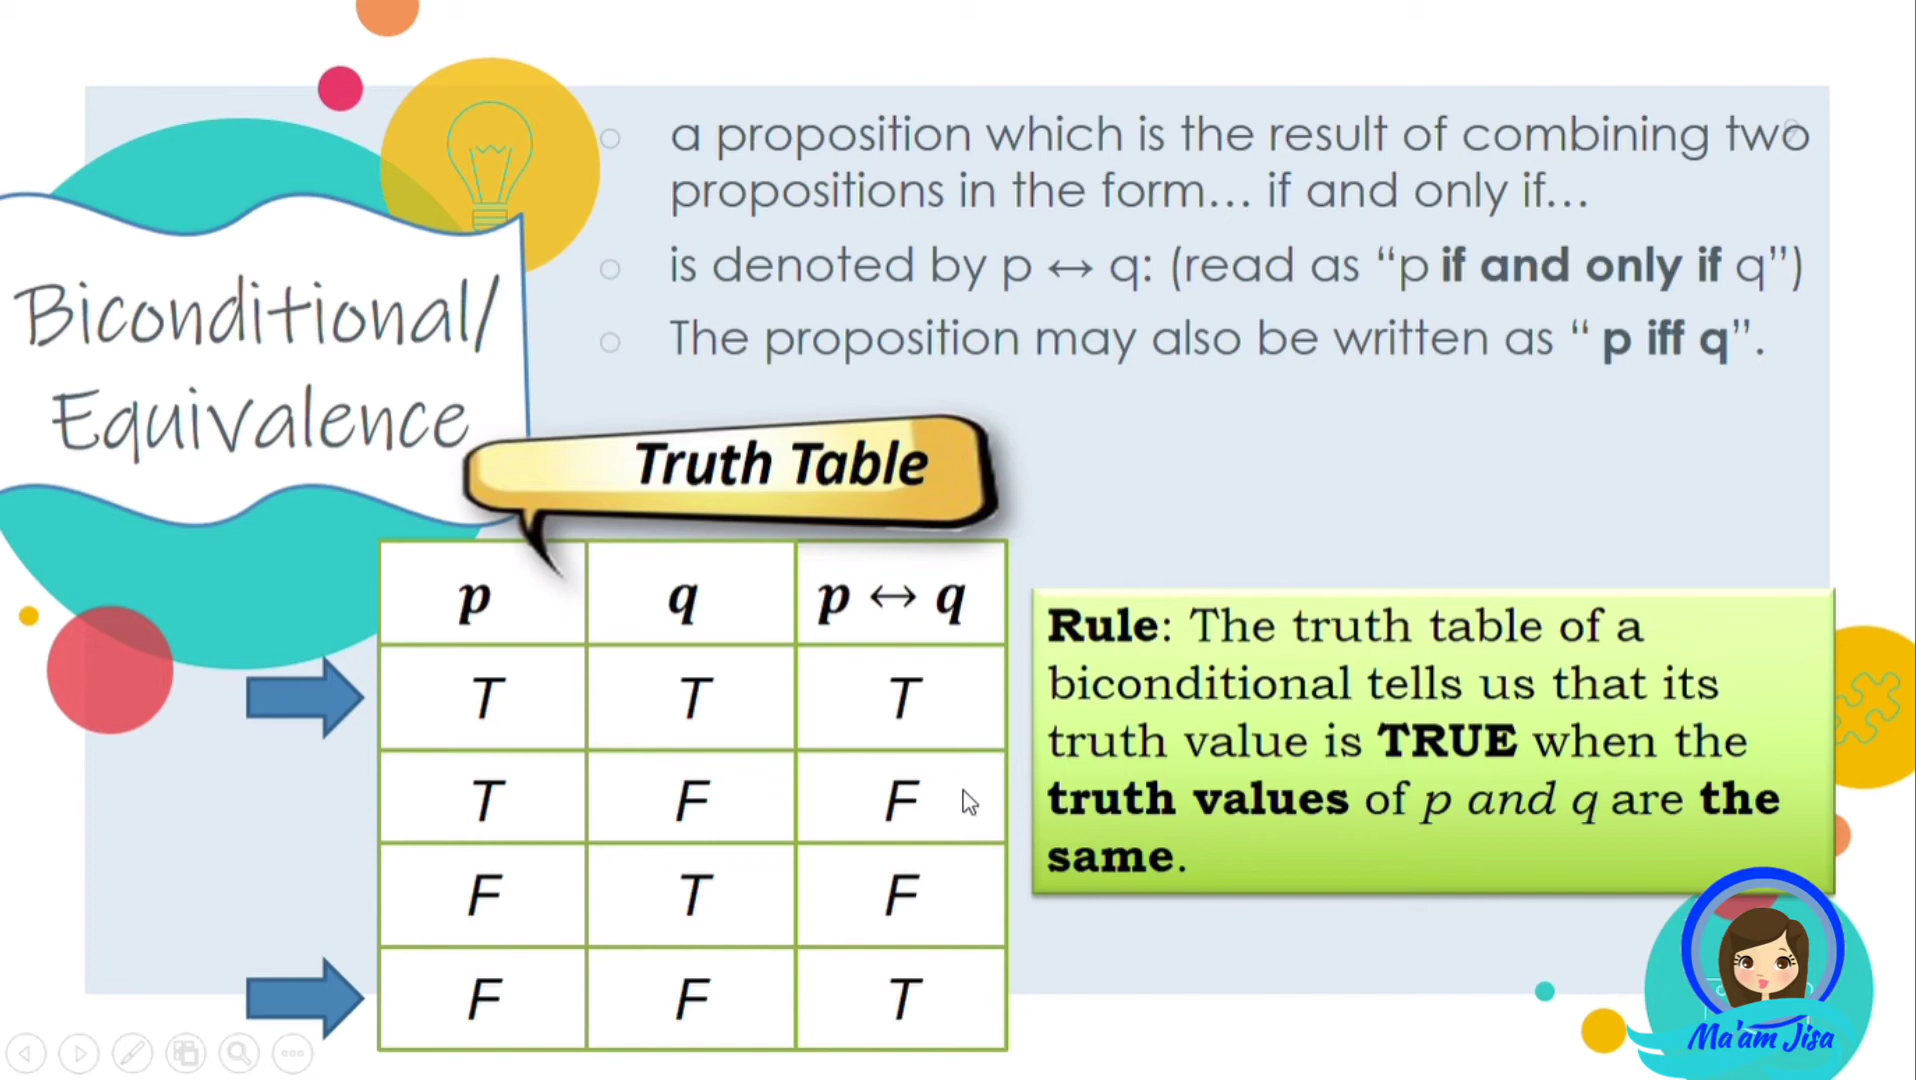 Biconditional/
Equivalence
○ a proposition which is the result of combining two
propositions in the form... if and only if...
○ is denoted by p ↔ q: (read as “p if and only if q”)
○ The proposition may also be written as “ p iff q”.
Truth Table
p q p ↔ q
T T T
T F F
F T F
F F T
Rule: The truth table of a
biconditional tells us that its
truth value is TRUE when the
truth values of p and q are the
same.
Ma'am Jisa